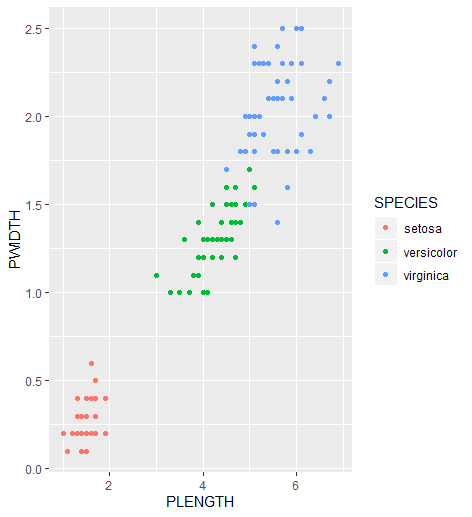 2.5
2.0
1.5
1.0
0.5
0.0
PWIDTH
2 4 6
PLENGTH
SPECIES
setosa
versicolor
virginica